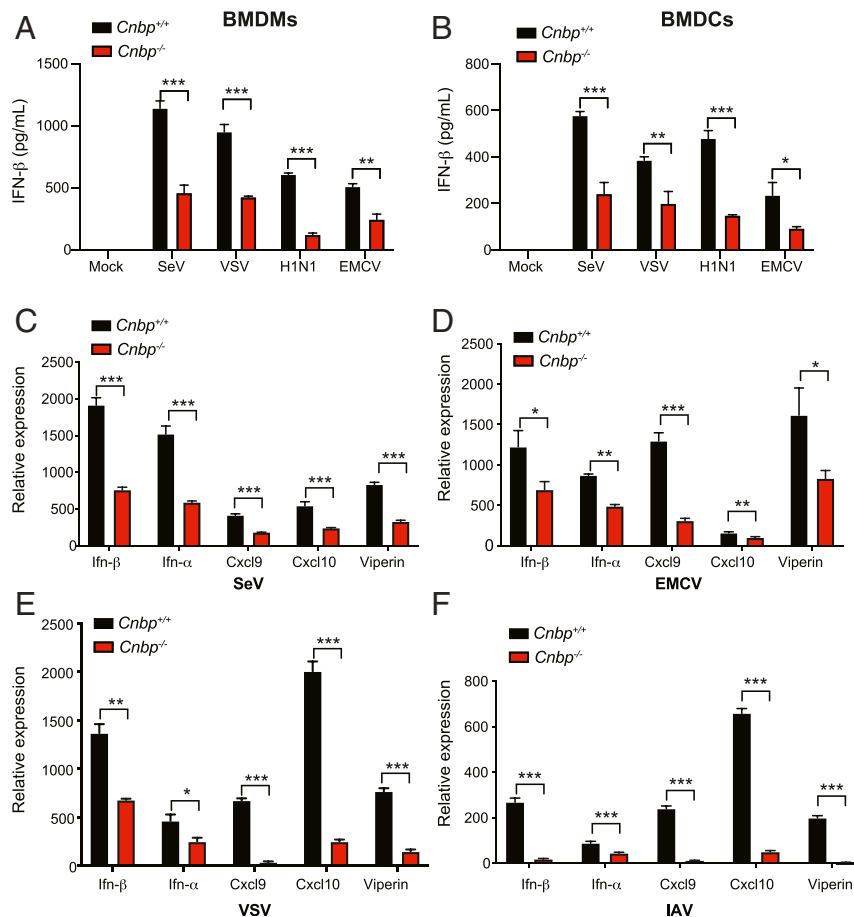 A
BMDMs
Cnbp+/+
Cnbp-/-
IFN-β (pg/mL)
1500
1000
500
0
***
***
***
**
Mock SeV VSV H1N1 EMCV
B
BMDCs
Cnbp+/+
Cnbp-/-
IFN-β (pg/mL)
800
600
400
200
0
***
**
***
*
Mock SeV VSV H1N1 EMCV
C
Cnbp+/+
Cnbp-/-
Relative expression
2500
2000
1500
1000
500
0
***
***
***
***
***
Ifn-β Ifn-α Cxcl9 Cxcl10 Viperin
SeV
D
Cnbp+/+
Cnbp-/-
Relative expression
2500
2000
1500
1000
500
0
*
**
***
**
*
Ifn-β Ifn-α Cxcl9 Cxcl10 Viperin
EMCV
E
Cnbp+/+
Cnbp-/-
Relative expression
2500
2000
1500
1000
500
0
**
*
***
***
***
Ifn-β Ifn-α Cxcl9 Cxcl10 Viperin
VSV
F
Cnbp+/+
Cnbp-/-
Relative expression
800
600
400
200
0
***
***
***
***
***
Ifn-β Ifn-α Cxcl9 Cxcl10 Viperin
IAV